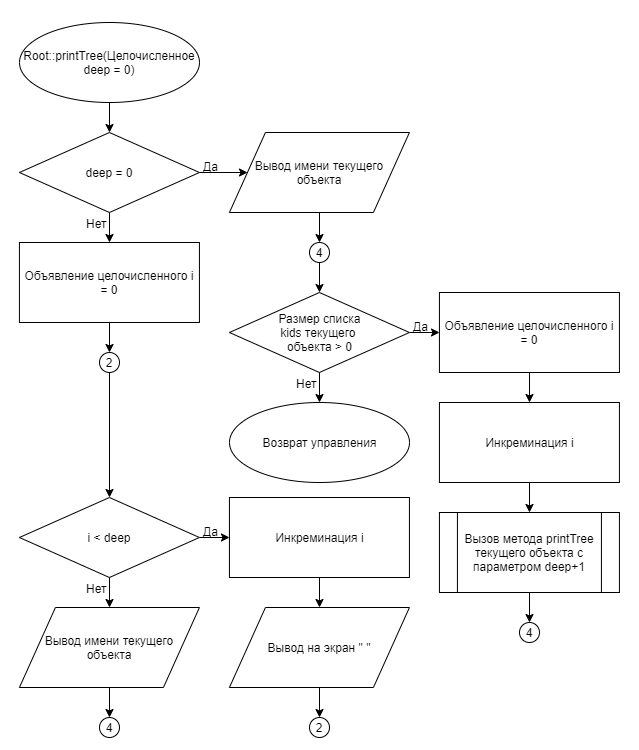 Root::printTree(Целочисленное
deep = 0)
deep = 0
Да
Вывод имени текущего
объекта
Нет
4
Объявление целочисленного i
= 0
Размер списка
kids текущего
объекта > 0
Да
Объявление целочисленного i
= 0
2
Нет
Возврат управления
Инкреминация i
i < deep
Да
Инкреминация i
Вызов метода printTree
текущего объекта с
параметром deep+1
Нет
4
Вывод имени текущего
объекта
Вывод на экран " "
4
2